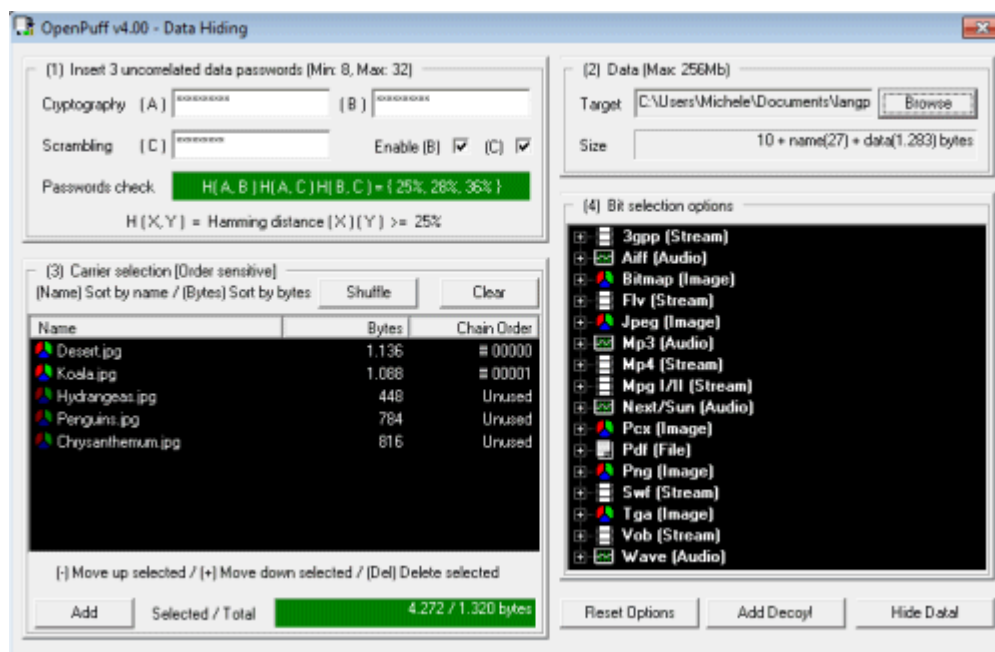 OpenPuff v4.00 - Data Hiding
(1) Insert 3 uncorrelated data passwords (Min: 8, Max: 32)
Cryptography (A) ******** (B) ********
Scrambling (C) ******** Enable (B) (C)
Passwords check H( A, B ) H( A, C ) H( B, C ) = { 25%, 28%, 36% }
H ( X, Y ) = Hamming distance ( X ) ( Y ) >= 25%
(2) Data (Max: 256Mb)
Target C:\Users\Michele\Documents\langp Browse
Size 10 + name(27) + data(1.283) bytes
(3) Carrier selection [Order sensitive]
(Name) Sort by name / (Bytes) Sort by bytes Shuffle Clear
Name Bytes Chain Order
Desert.jpg 1.136 # 00000
Koala.jpg 1.088 # 00001
Hydrangeas.jpg 448 Unused
Penguins.jpg 784 Unused
Chrysanthemum.jpg 816 Unused
(-) Move up selected / (+) Move down selected / (Del) Delete selected
Add Selected / Total 4.272 / 1.320 bytes
(4) Bit selection options
3gpp (Stream)
Aiff (Audio)
Bitmap (Image)
Flv (Stream)
Jpeg (Image)
Mp3 (Audio)
Mp4 (Stream)
Mpg I/II (Stream)
Next/Sun (Audio)
Pcx (Image)
Pdf (File)
Png (Image)
Swf (Stream)
Tga (Image)
Vob (Stream)
Wave (Audio)
Reset Options Add Decoy! Hide Data!